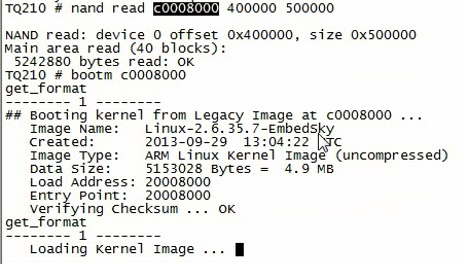 TQ210 # nand read c0008000 400000 500000
NAND read: device 0 offset 0x400000, size 0x500000
Main area read (40 blocks):
5242880 bytes read: OK
TQ210 # bootm c0008000
get_format
-------- 1 --------
## Booting kernel from Legacy Image at c0008000 ...
Image Name: Linux-2.6.35.7-EmbedSky
Created: 2013-09-29 13:04:22 TC
Image Type: ARM Linux Kernel Image (uncompressed)
Data Size: 5153028 Bytes = 4.9 MB
Load Address: 20008000
Entry Point: 20008000
Verifying Checksum ... OK
get_format
-------- 1 --------
Loading Kernel Image ...